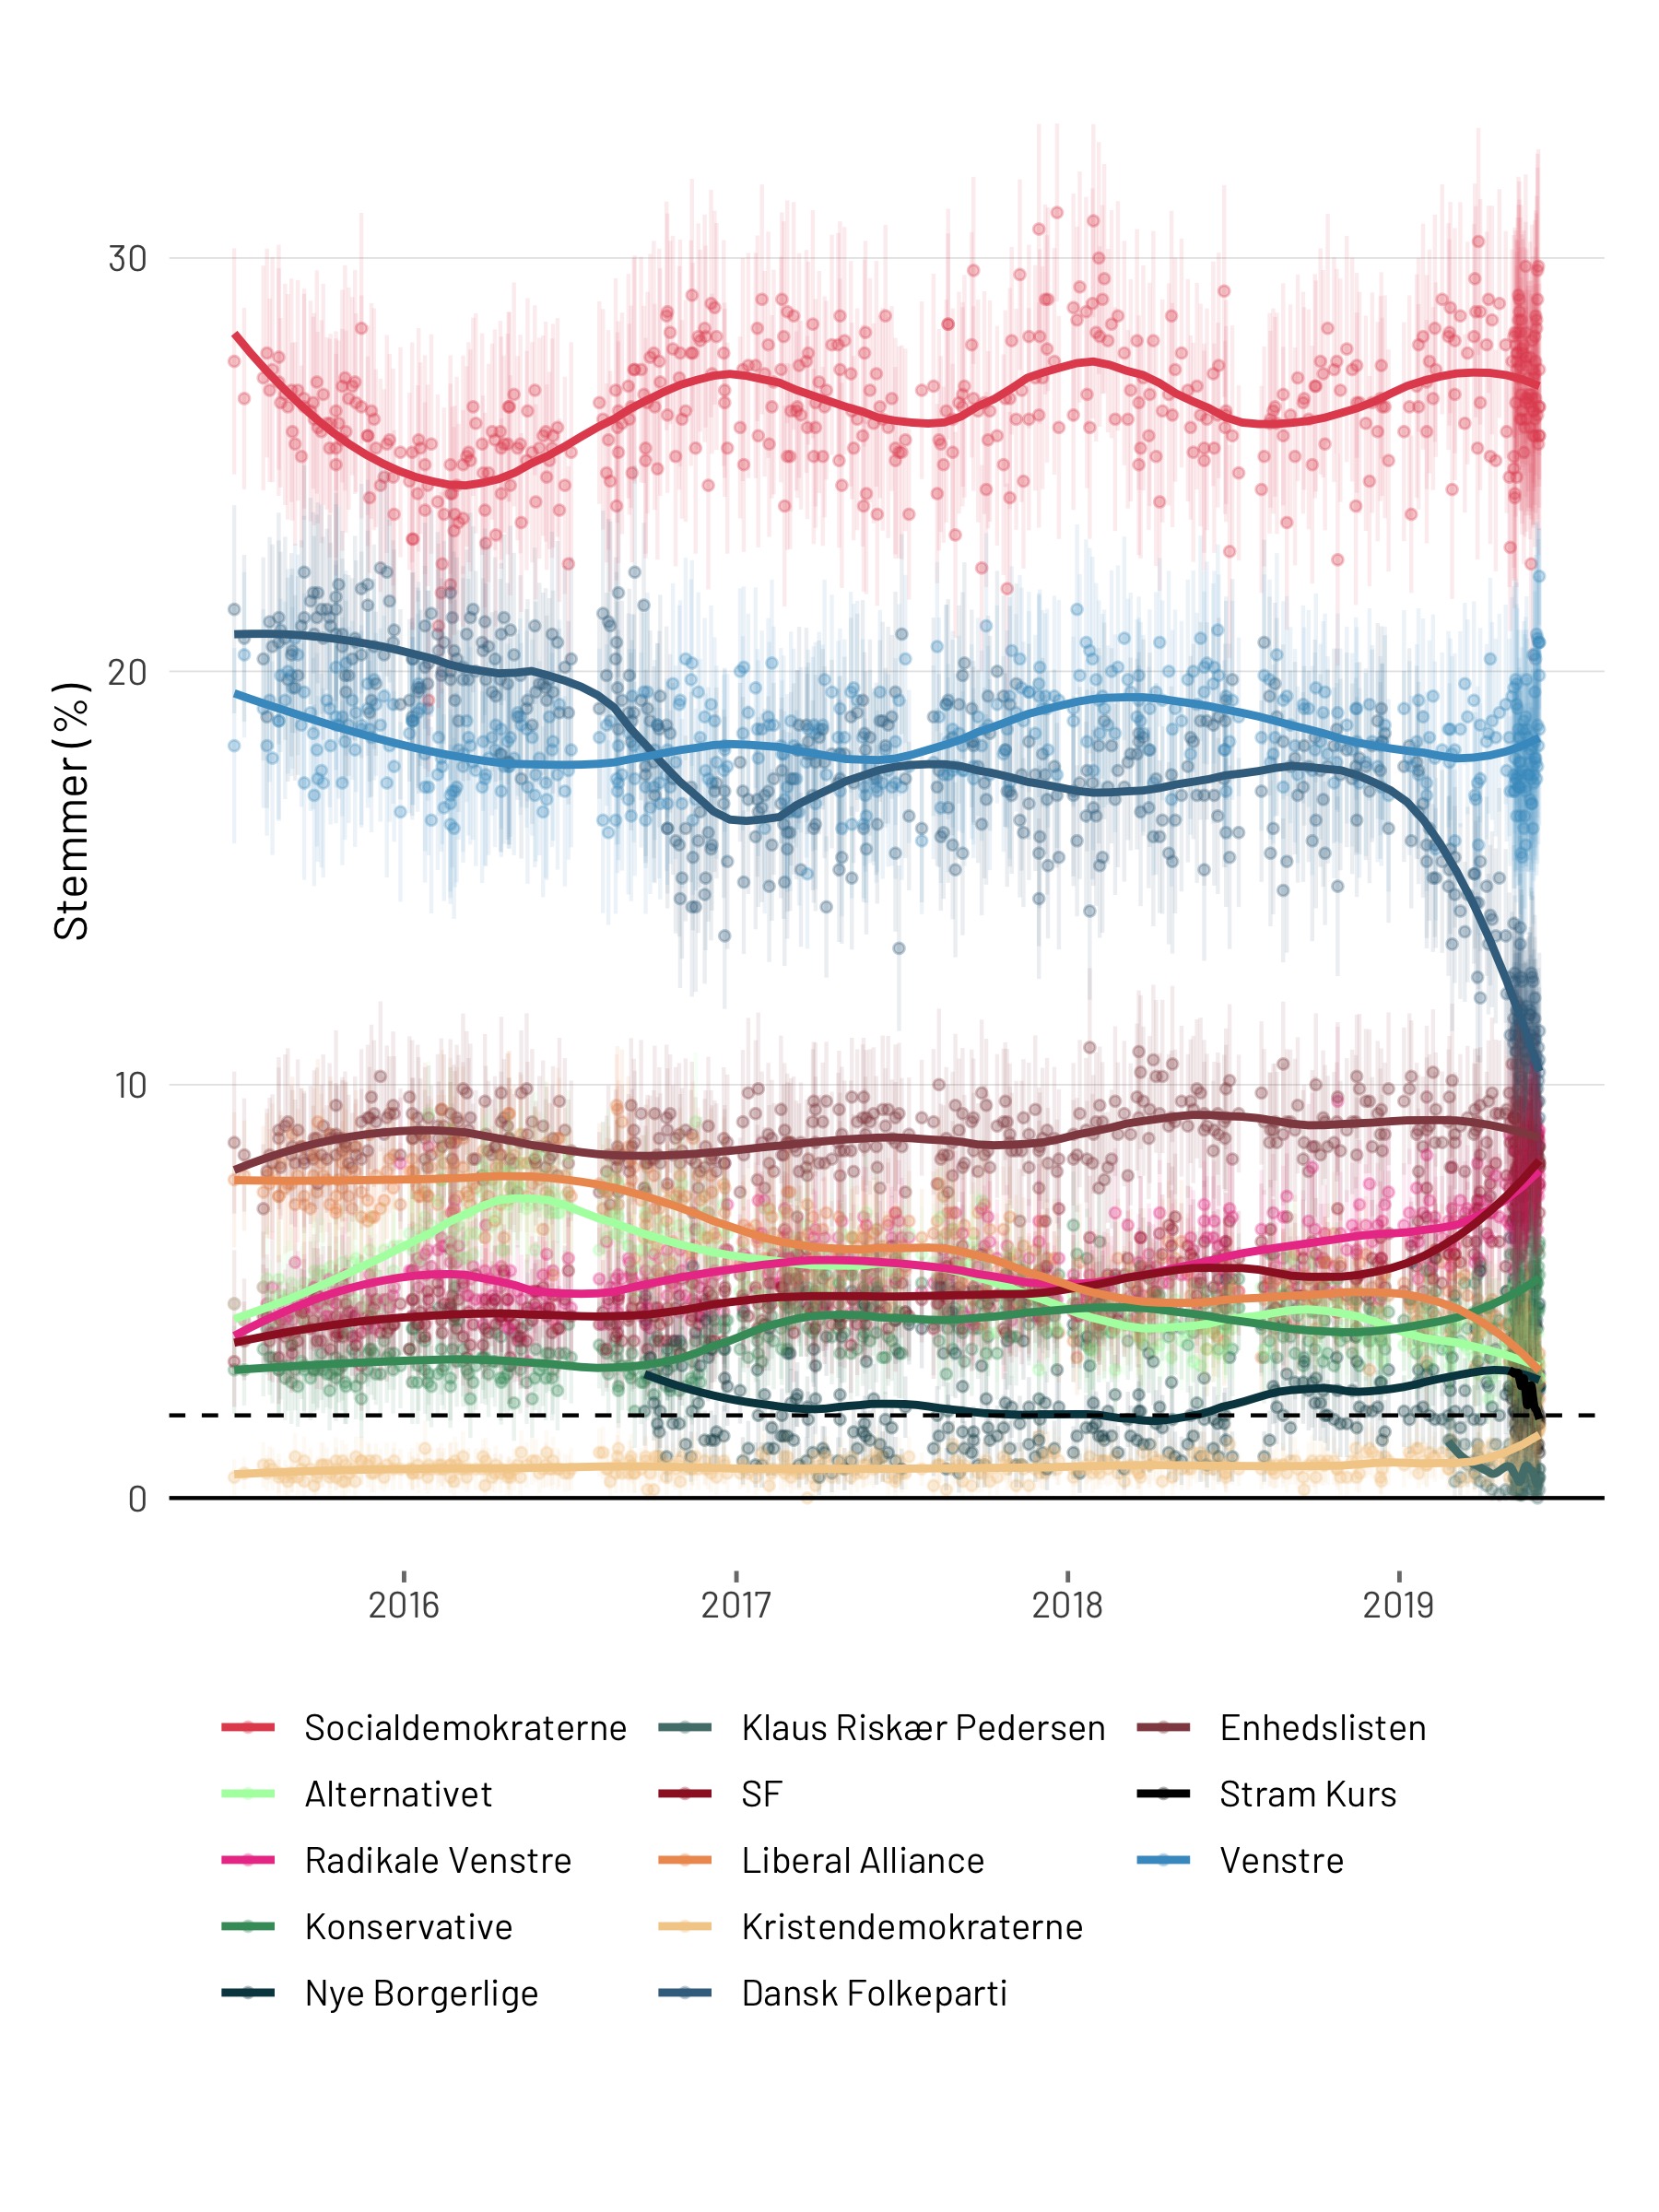 Stemmer (%)
30
20
10
0
2016 2017 2018 2019
Socialdemokraterne Klaus Riskær Pedersen Enhedslisten
Alternativet SF Stram Kurs
Radikale Venstre Liberal Alliance Venstre
Konservative Kristendemokraterne
Nye Borgerlige Dansk Folkeparti